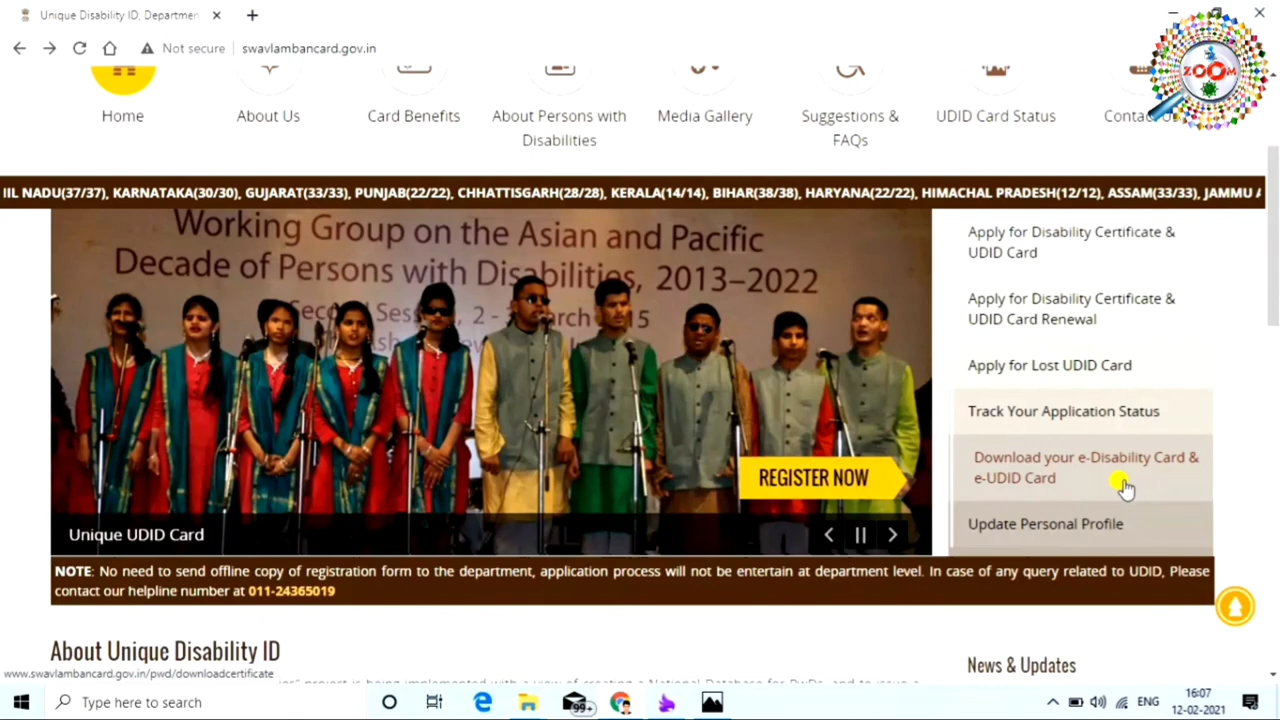 Unique Disability ID, Departmen
Not secure
swavlambancard.gov.in
ZOOM
Home
About Us
Card Benefits
About Persons with
Disabilities
Media Gallery
Suggestions &
FAQs
UDID Card Status
IIL NADU(37/37), KARNATAKA(30/30), GUJARAT(33/33), PUNJAB(22/22), CHHATTISGARH(28/28), KERALA(14/14), BIHAR(38/38), HARYANA(22/22), HIMACHAL PRADESH(12/12), ASSAM(33/33), JAMMU
Working Group on the Asian and Pacific
Decade of Persons with Disabilities, 2013–2022
REGISTER NOW
Unique UDID Card
Apply for Disability Certificate &
UDID Card
Apply for Disability Certificate &
UDID Card Renewal
Apply for Lost UDID Card
Track Your Application Status
Download your e-Disability Card &
e-UDID Card
Update Personal Profile
NOTE: No need to send offline copy of registration form to the department, application process will not be entertain at department level. In case of any query related to UDID, Please
contact our helpline number at 011-24365019
About Unique Disability ID
News & Updates
www.swavlambancard.gov.in/pwd/downloadcertificate
Type here to search
99+
ENG
16:07
12-02-2021